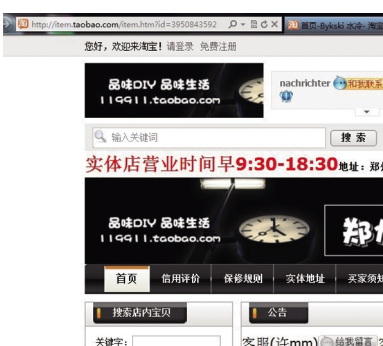 http://item.taobao.com/item.htm?id=3950843592
首页-Bykski 水冷- 淘宝
您好，欢迎来淘宝！请登录 免费注册
品味DIY 品味生活
119911.taobao.com
nachrichter 和我联系
输入关键词
搜 索
实体店营业时间早9:30-18:30地址：郑
品味DIY 品味生活
119911.taobao.com
郑
首页 信用评价 保修规则 实体地址 买家须知
搜索店内宝贝
公告
关键字：
客服(许mm) 给我留言